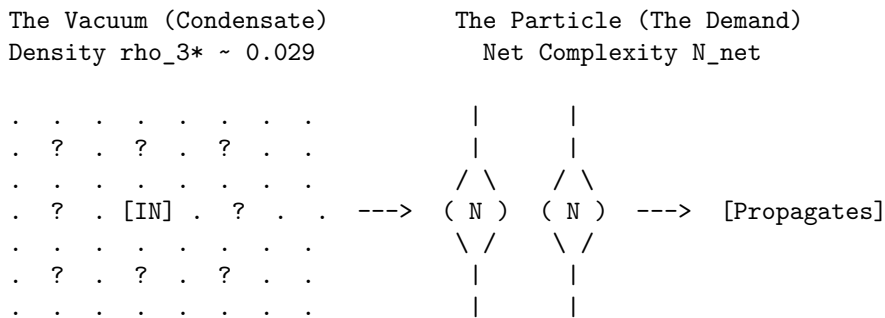 The Vacuum (Condensate)            The Particle (The Demand)
Density rho_3* ~ 0.029               Net Complexity N_net
.  .  .  .  .  .  .  .             |       |
.  ?  .  ?  .  ?  .  .             |       |
.  .  .  .  .  .  .  .            / \     / \
.  ?  . [IN] .  ?  .  .  --->  ( N )   ( N )  --->  [Propagates]
.  .  .  .  .  .  .  .            \ /     \ /
.  ?  .  ?  .  ?  .  .             |       |
.  .  .  .  .  .  .  .             |       |